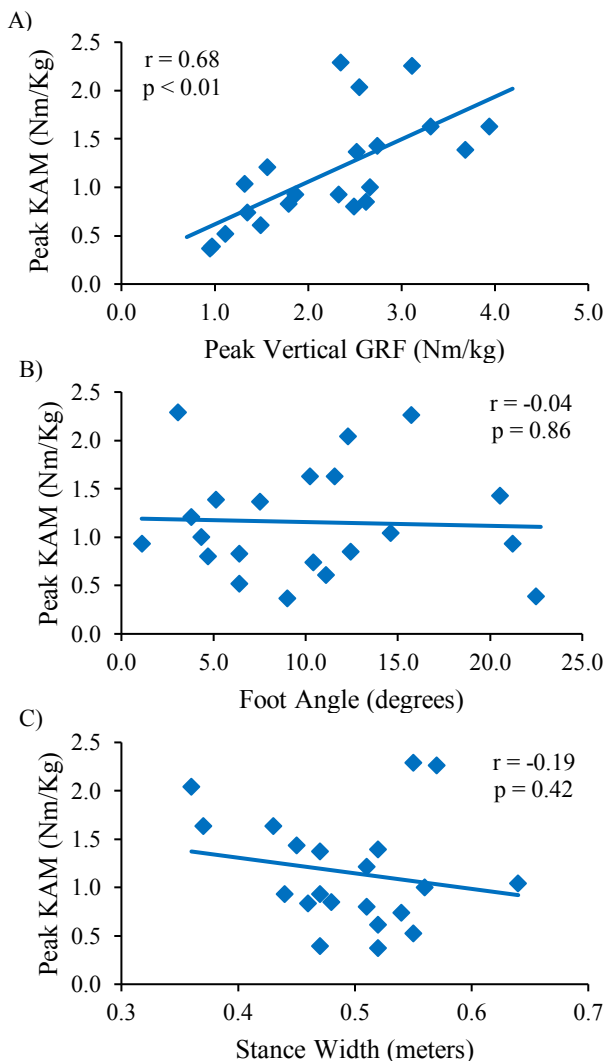 A)
r = 0.68
p < 0.01
Peak KAM (Nm/Kg)
2.5
2.0
1.5
1.0
0.5
0.0
0.0 1.0 2.0 3.0 4.0 5.0
Peak Vertical GRF (Nm/kg)
B)
r = -0.04
p = 0.86
Peak KAM (Nm/Kg)
2.5
2.0
1.5
1.0
0.5
0.0
0.0 5.0 10.0 15.0 20.0 25.0
Foot Angle (degrees)
C)
r = -0.19
p = 0.42
Peak KAM (Nm/Kg)
2.5
2.0
1.5
1.0
0.5
0.0
0.3 0.4 0.5 0.6 0.7
Stance Width (meters)